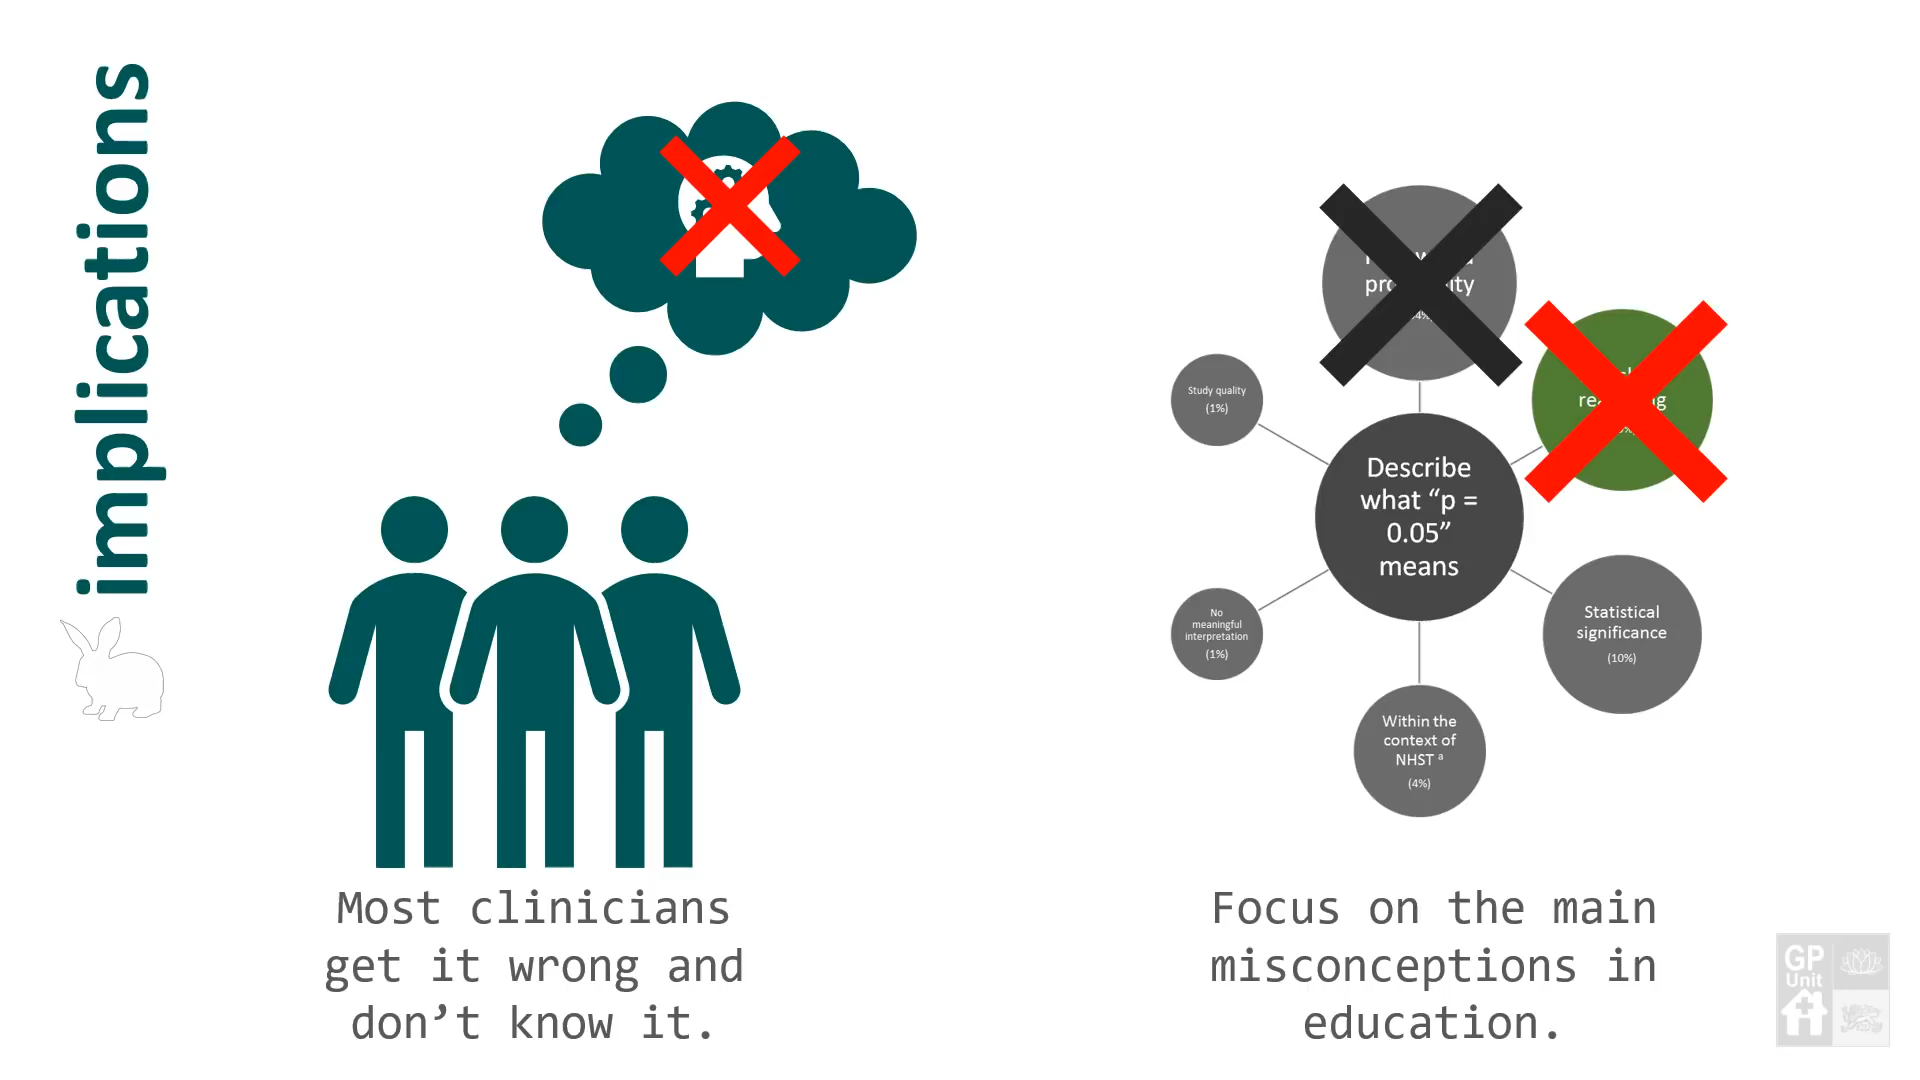 implications
Most clinicians
get it wrong and
don’t know it.
Study quality
(1%)
Describe
what “p =
0.05”
means
Statistical
significance
(10%)
No
meaningful
interpretation
(1%)
Within the
context of
NHST a
(4%)
Focus on the main
misconceptions in
education.
GP
Unit